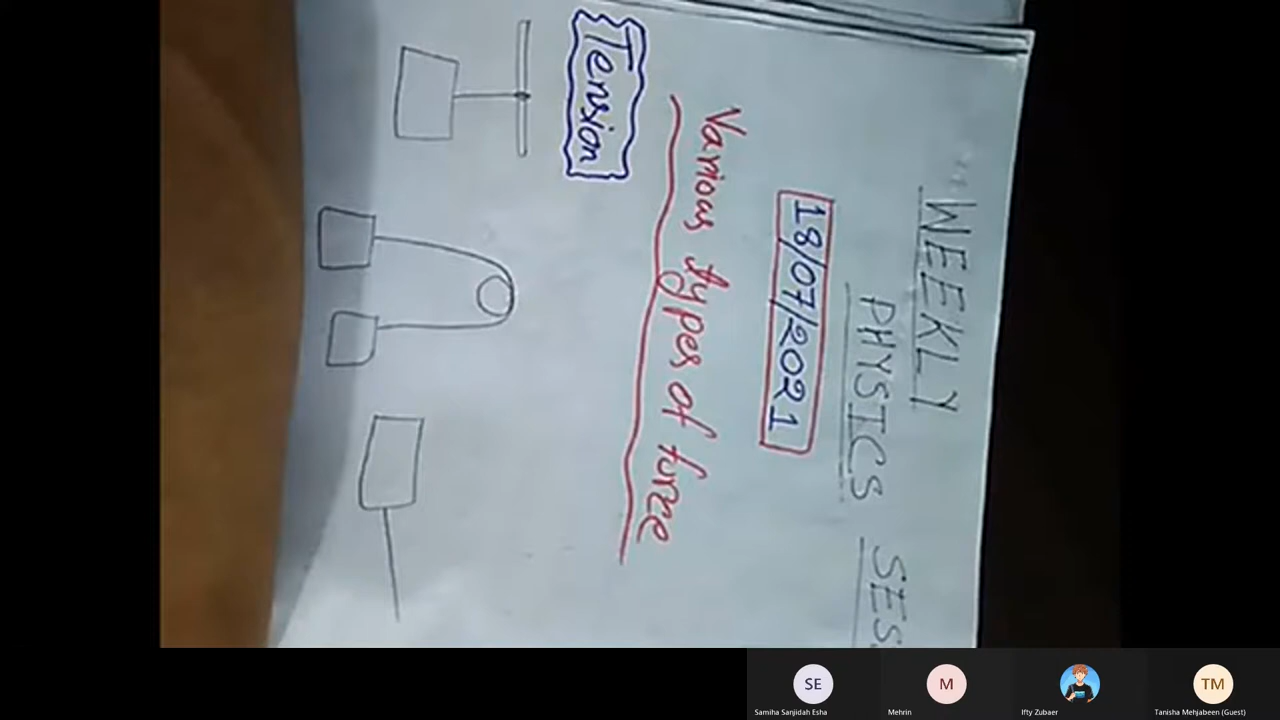 WEEKLY
PHYSICS SES
18/07/2021
Various types of force
Tension
SE
M
TM
Samiha Sanjidah Esha
Mehrin
Ifty Zubaer
Tanisha Mehjabeen (Guest)